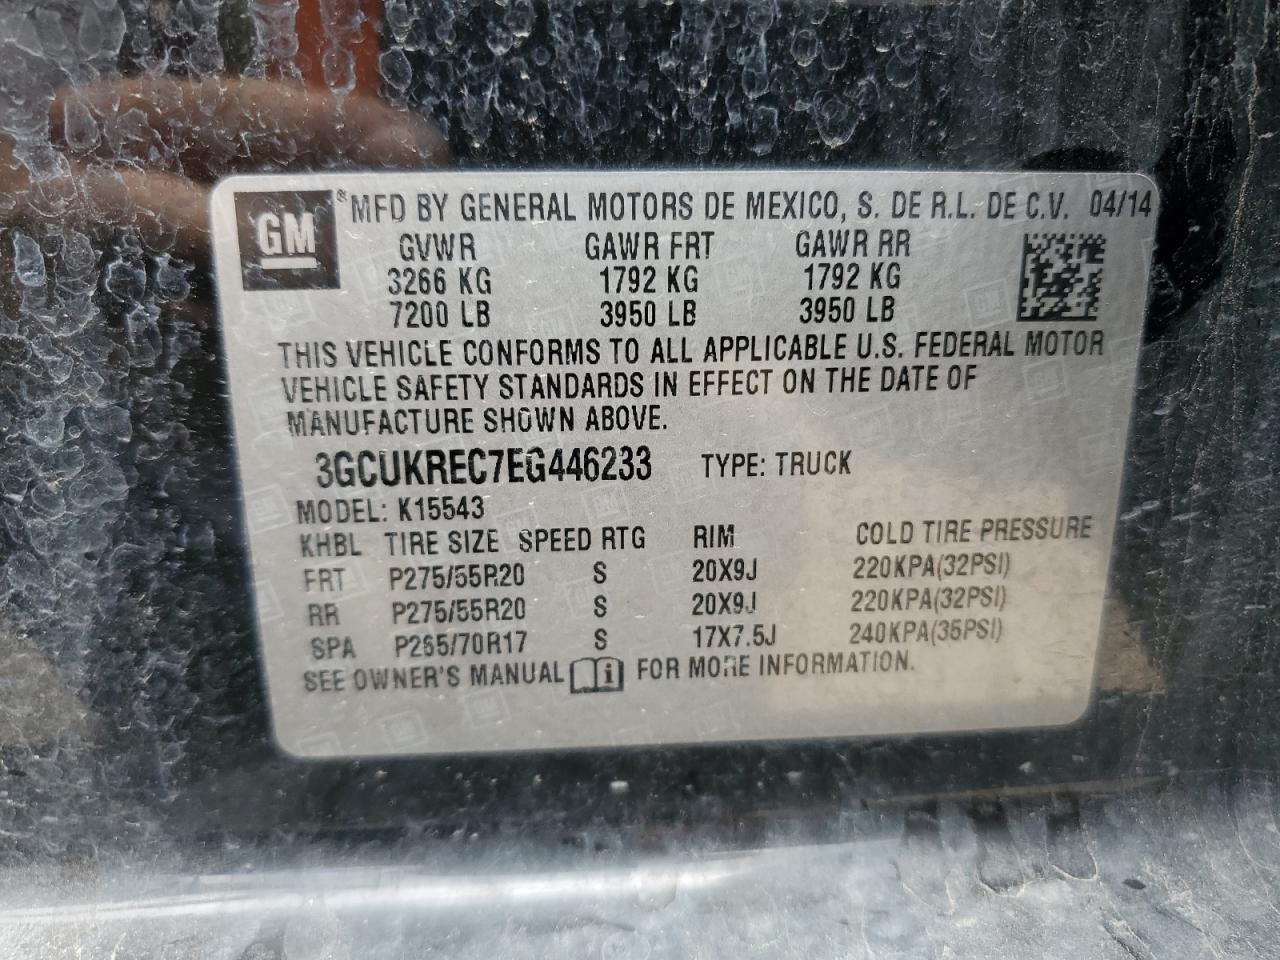 GM ® MFD BY GENERAL MOTORS DE MEXICO, S. DE R.L. DE C.V. 04/14
GVWR GAWR FRT GAWR RR
3266 KG 1792 KG 1792 KG
7200 LB 3950 LB 3950 LB
THIS VEHICLE CONFORMS TO ALL APPLICABLE U.S. FEDERAL MOTOR
VEHICLE SAFETY STANDARDS IN EFFECT ON THE DATE OF
MANUFACTURE SHOWN ABOVE.
3GCUKREC7EG446233 TYPE: TRUCK
MODEL: K15543
KHBL TIRE SIZE SPEED RTG RIM COLD TIRE PRESSURE
FRT P275/55R20 S 20X9J 220KPA(32PSI)
RR P275/55R20 S 20X9J 220KPA(32PSI)
SPA P265/70R17 S 17X7.5J 240KPA(35PSI)
SEE OWNER'S MANUAL i FOR MORE INFORMATION.